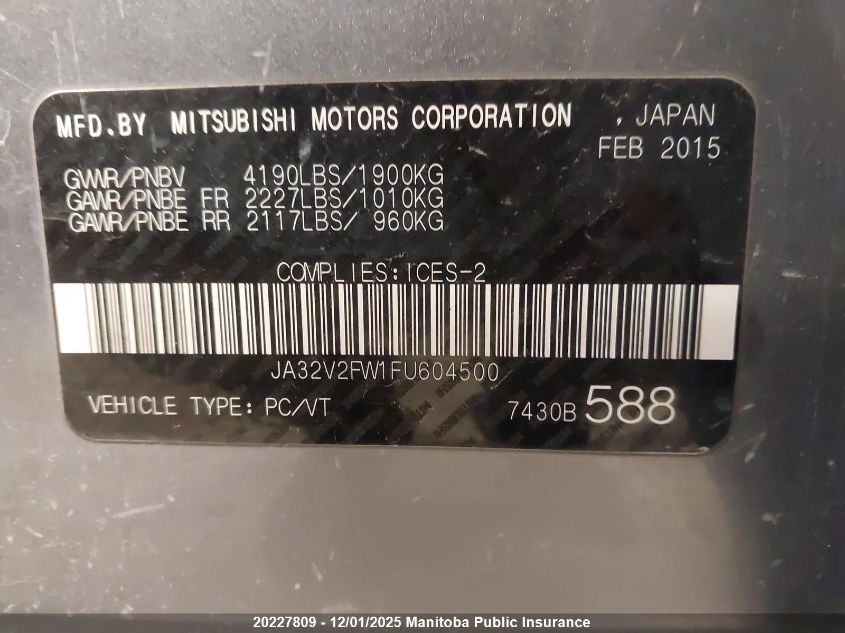 MFD.BY MITSUBISHI MOTORS CORPORATION , JAPAN
FEB 2015
GVWR/PNBV 4190LBS/1900KG
GAWR/PNBE FR 2227LBS/1010KG
GAWR/PNBE RR 2117LBS/ 960KG
COMPLIES:ICES-2
JA32V2FW1FU604500
VEHICLE TYPE: PC/VT 7430B 588
20227809 - 12/01/2025 Manitoba Public Insurance